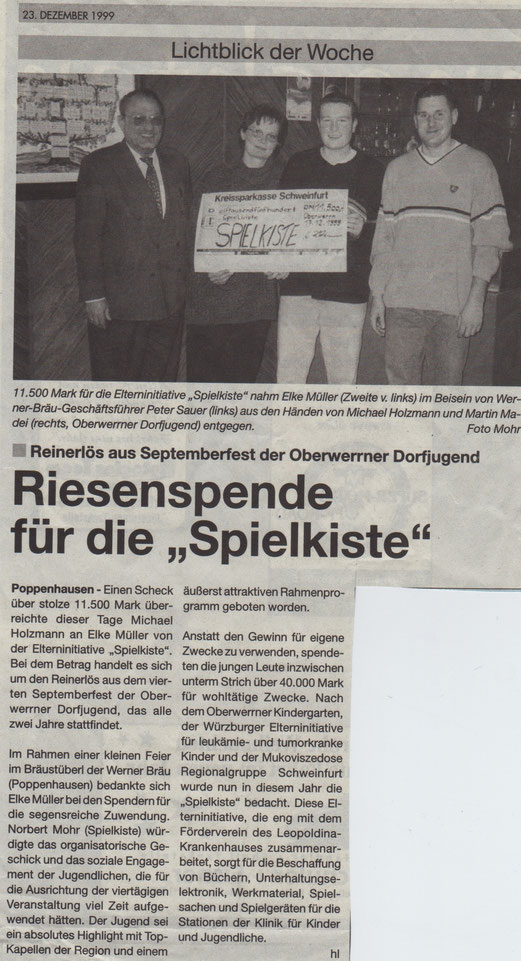 23. DEZEMBER 1999
Lichtblick der Woche
Kreissparkasse Schweinfurt
elftausendfünfhundert
Spielkiste
SPIELKISTE
Oberwerrn
17.12.1999
11.500 Mark für die Elterninitiative „Spielkiste“ nahm Elke Müller (Zweite v. links) im Beisein von Wer-
ner-Bräu-Geschäftsführer Peter Sauer (links) aus den Händen von Michael Holzmann und Martin Ma-
dei (rechts, Oberwerrner Dorfjugend) entgegen. Foto Mohr
Reinerlös aus Septemberfest der Oberwerrner Dorfjugend
Riesenspende
für die „Spielkiste“
Poppenhausen - Einen Scheck
über stolze 11.500 Mark über-
reichte dieser Tage Michael
Holzmann an Elke Müller von
der Elterninitiative „Spielkiste“.
Bei dem Betrag handelt es sich
um den Reinerlös aus dem vier-
ten Septemberfest der Ober-
werrner Dorfjugend, das alle
zwei Jahre stattfindet.
Im Rahmen einer kleinen Feier
im Bräustüberl der Werner Bräu
(Poppenhausen) bedankte sich
Elke Müller bei den Spendern für
die segensreiche Zuwendung.
Norbert Mohr (Spielkiste) wür-
digte das organisatorische Ge-
schick und das soziale Engage-
ment der Jugendlichen, die für
die Ausrichtung der viertägigen
Veranstaltung viel Zeit aufge-
wendet hätten. Der Jugend sei
ein absolutes Highlight mit Top-
Kapellen der Region und einem
äußerst attraktiven Rahmenpro-
gramm geboten worden.
Anstatt den Gewinn für eigene
Zwecke zu verwenden, spende-
ten die jungen Leute inzwischen
unterm Strich über 40.000 Mark
für wohltätige Zwecke. Nach
dem Oberwerrner Kindergarten,
der Würzburger Elterninitiative
für leukämie- und tumorkranke
Kinder und der Mukoviszedose
Regionalgruppe Schweinfurt
wurde nun in diesem Jahr die
„Spielkiste“ bedacht. Diese El-
terninitiative, die eng mit dem
Förderverein des Leopoldina-
Krankenhauses zusammenar-
beitet, sorgt für die Beschaffung
von Büchern, Unterhaltungse-
lektronik, Werkmaterial, Spiel-
sachen und Spielgeräten für die
Stationen der Klinik für Kinder
und Jugendliche.
hl